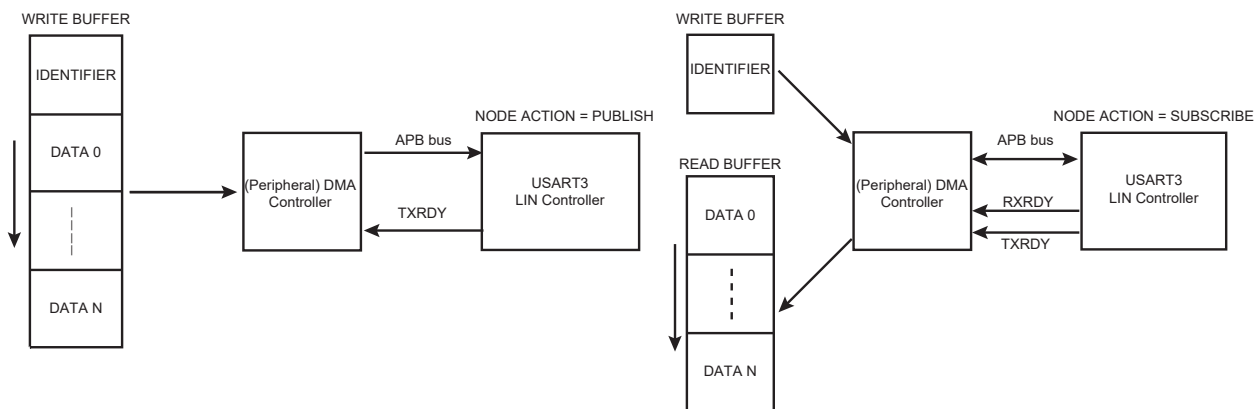 WRITE BUFFER
IDENTIFIER
DATA 0
DATA N
(Peripheral) DMA
Controller
APB bus
TXRDY
NODE ACTION = PUBLISH
USART3
LIN Controller
WRITE BUFFER
IDENTIFIER
READ BUFFER
DATA 0
DATA N
(Peripheral) DMA
Controller
APB bus
RXRDY
TXRDY
NODE ACTION = SUBSCRIBE
USART3
LIN Controller